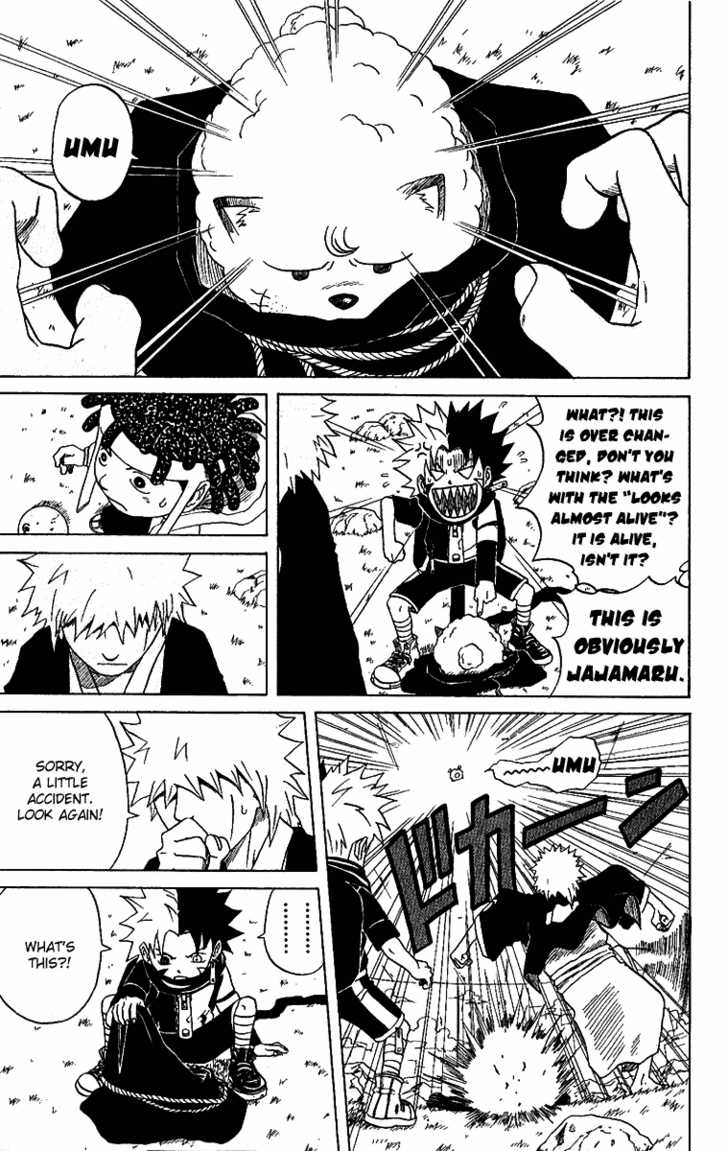 UMU
WHAT?! THIS
IS OVER CHAN-
GED, DON'T YOU
THINK? WHAT'S
WITH THE "LOOKS
ALMOST ALIVE"?
IT IS ALIVE,
ISN'T IT?
THIS IS
OBVIOUSLY
JAJAMARU.
UMU
ドカーン
SORRY,
A LITTLE
ACCIDENT.
LOOK AGAIN!
WHAT'S
THIS?!